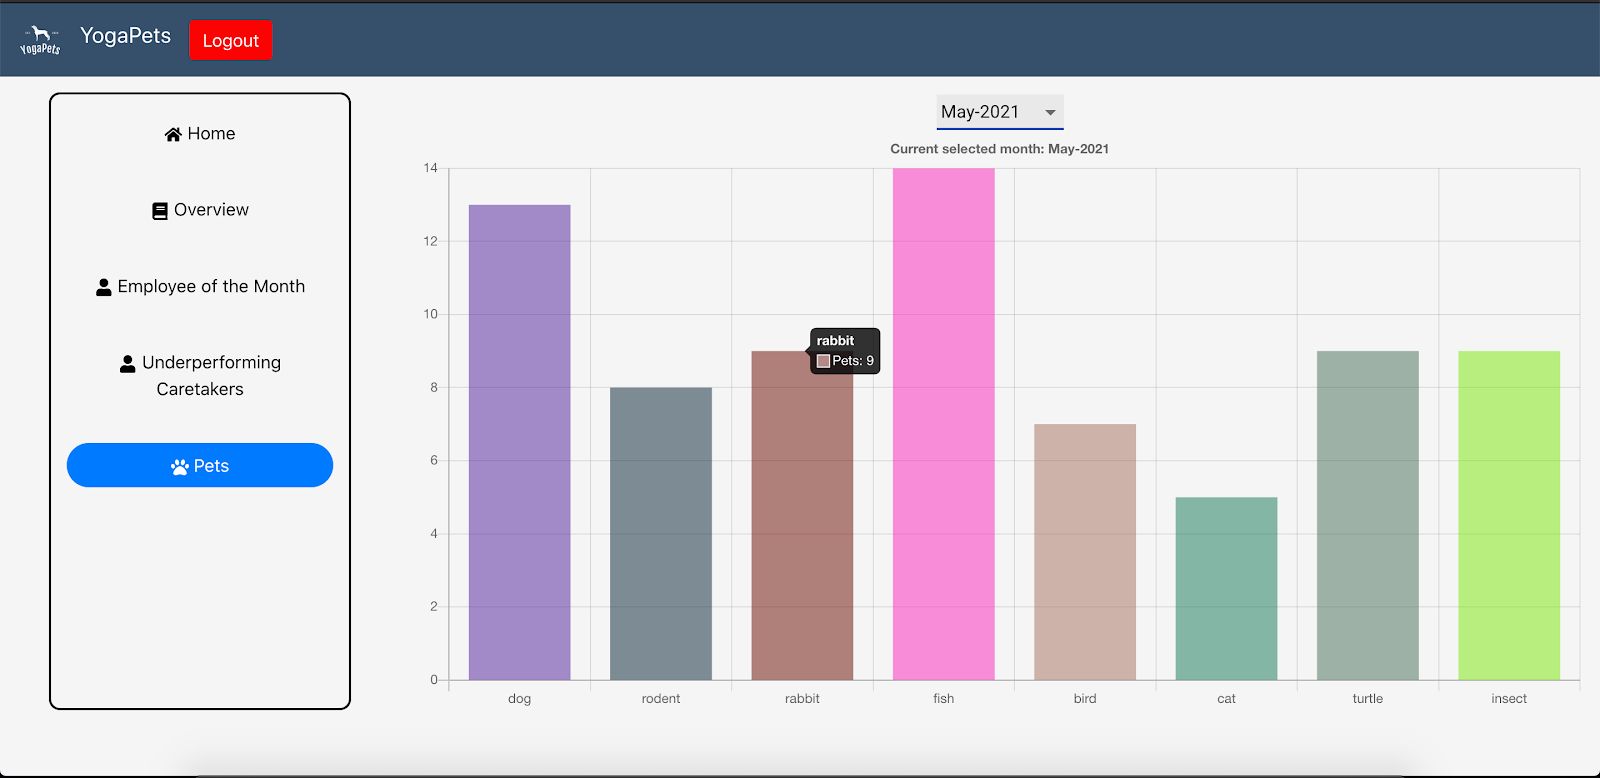 YogaPets
YogaPets
Logout
Home
Overview
Employee of the Month
Underperforming
Caretakers
Pets
May-2021
Current selected month: May-2021
14
12
10
8
6
4
2
0
rabbit
Pets: 9
dog
rodent
rabbit
fish
bird
cat
turtle
insect